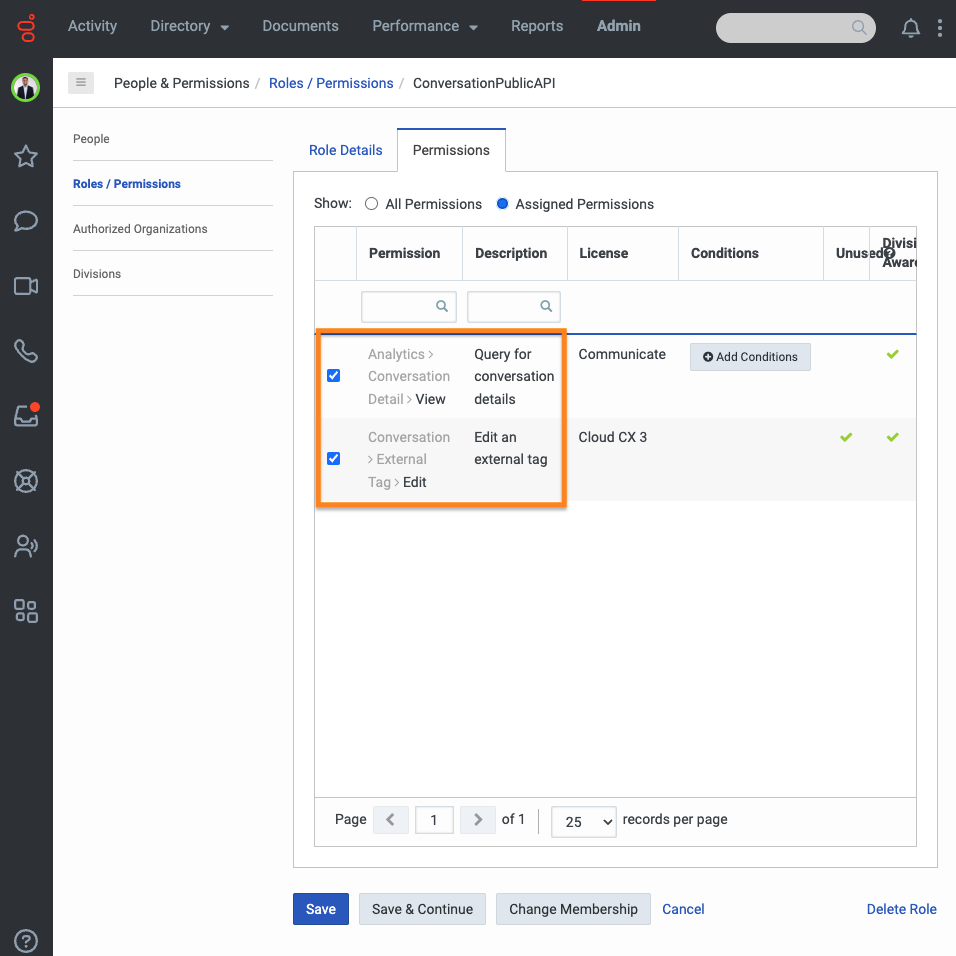 Activity Directory Documents Performance Reports Admin
People & Permissions / Roles / Permissions / ConversationPublicAPI
People
Roles / Permissions
Authorized Organizations
Divisions
Role Details Permissions
Show: All Permissions Assigned Permissions
Permission Description License Conditions Unused Divisi
Aware
Analytics > Query for Communicate Add Conditions
Conversation conversation
Detail > View details
Conversation Edit an Cloud CX 3
> External external tag
Tag > Edit
Page 1 of 1 25 records per page
Save Save & Continue Change Membership Cancel Delete Role